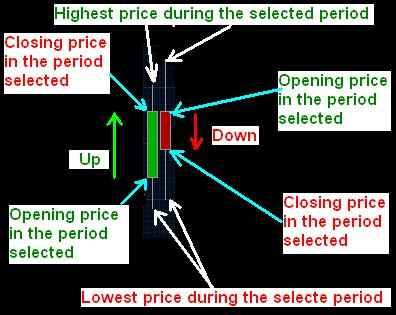 Highest price during the selected period
Closing price
in the period
selected
Opening price
in the period
selected
Up
Down
Opening price
in the period
selected
Closing price
in the period
selected
Lowest price during the selecte period